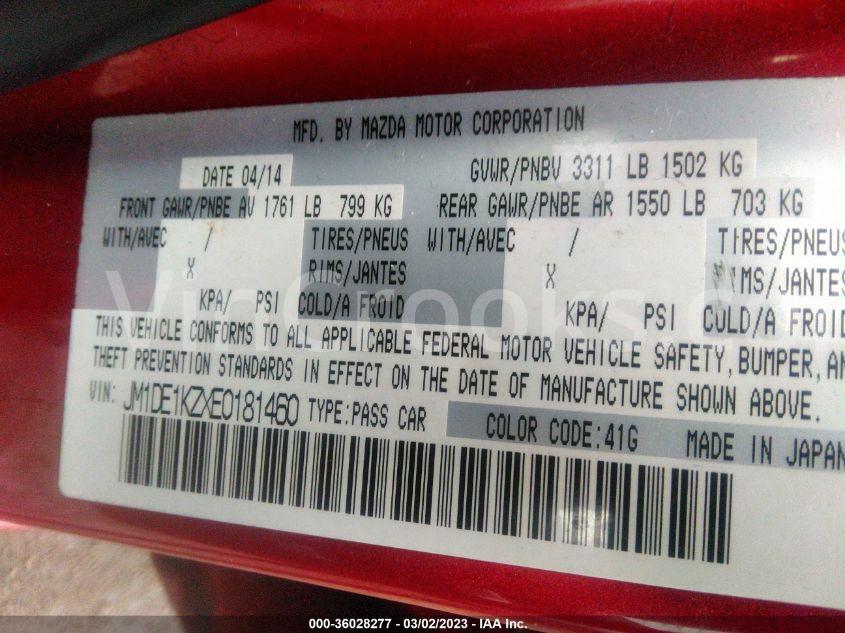 MFD. BY MAZDA MOTOR CORPORATION
DATE 04/14 GVWR/PNBV 3311 LB 1502 KG
FRONT GAWR/PNBE AV 1761 LB 799 KG REAR GAWR/PNBE AR 1550 LB 703 KG
WITH/AVEC / TIRES/PNEUS WITH/AVEC / TIRES/PNEUS
X RIMS/JANTES X RIMS/JANTES
KPA/ PSI COLD/A FROID KPA/ PSI COLD/A FROID
THIS VEHICLE CONFORMS TO ALL APPLICABLE FEDERAL MOTOR VEHICLE SAFETY, BUMPER, AN
THEFT PREVENTION STANDARDS IN EFFECT ON THE DATE OF MANUFACTURE SHOWN ABOVE.
VIN: JM1DE1KZXE0181460 TYPE:PASS CAR COLOR CODE:41G MADE IN JAPAN
000-36028277 - 03/02/2023 - IAA Inc.